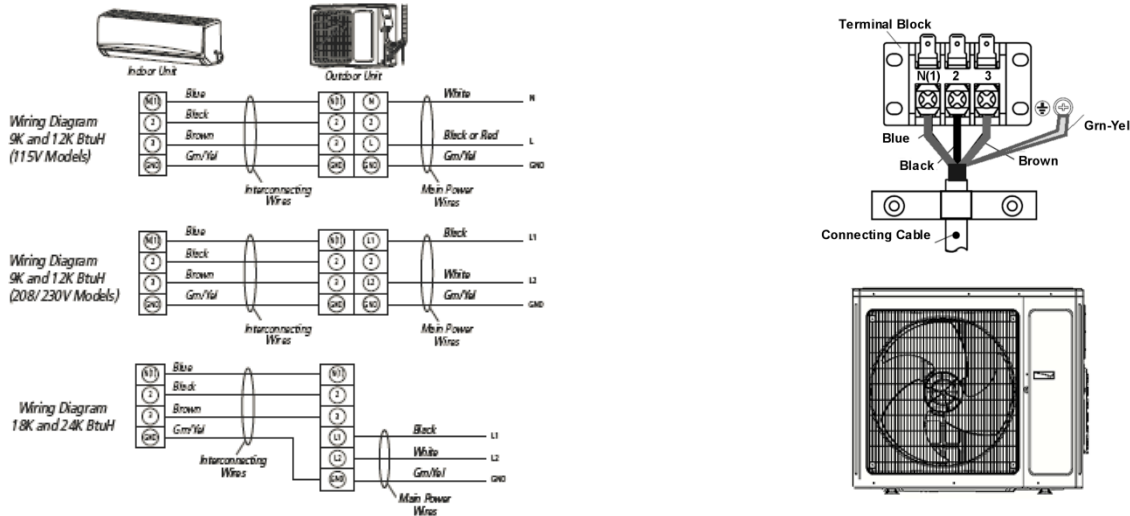 Indoor Unit
Outdoor Unit
Wiring Diagram
9K and 12K BtuH
(115V Models)
N(1)
2
3
GND
Blue
Black
Brown
Grn/Yel
Interconnecting
Wires
N(1) N
2 2
3 L
GND GND
White
Black or Red
Grn/Yel
N
L
GND
Main Power
Wires
Wiring Diagram
9K and 12K BtuH
(208/230V Models)
N(1)
2
3
GND
Blue
Black
Brown
Grn/Yel
Interconnecting
Wires
N(1) L1
2 2
3 L2
GND GND
Black
White
Grn/Yel
L1
L2
GND
Main Power
Wires
Wiring Diagram
18K and 24K BtuH
N(1)
2
3
GND
Blue
Black
Brown
Grn/Yel
Interconnecting
Wires
N(1)
2
3
L1
L2
GND
Black
White
Grn/Yel
L1
L2
GND
Main Power
Wires
Terminal Block
N(1) 2 3
Blue
Black
Brown
Grn-Yel
Connecting Cable